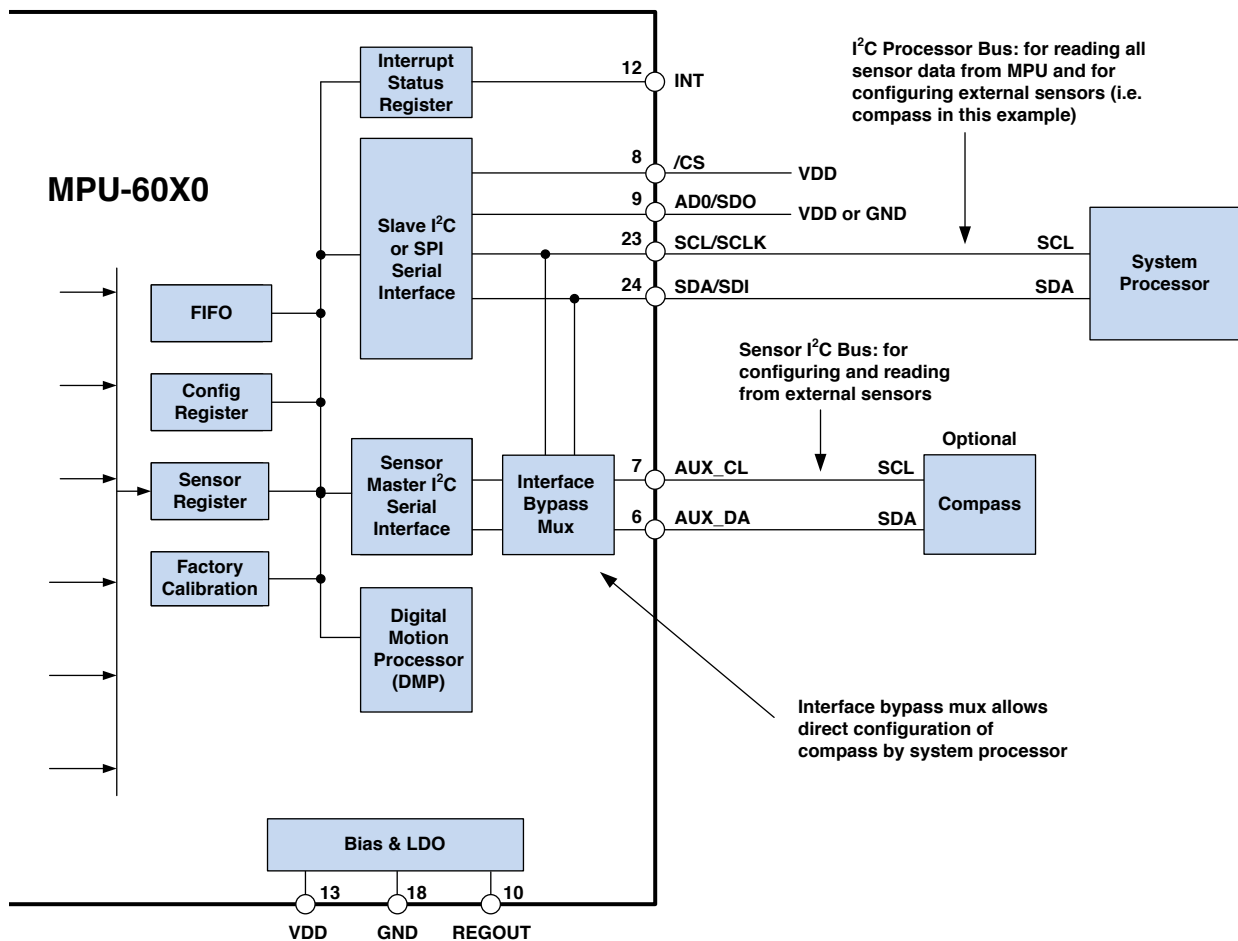 MPU-60X0
Interrupt
Status
Register
12
INT
I²C Processor Bus: for reading all
sensor data from MPU and for
configuring external sensors (i.e.
compass in this example)
Slave I²C
or SPI
Serial
Interface
8
/CS
VDD
9
AD0/SDO
VDD or GND
23
SCL/SCLK
SCL
24
SDA/SDI
SDA
System
Processor
FIFO
Config
Register
Sensor
Register
Factory
Calibration
Sensor
Master I²C
Serial
Interface
Interface
Bypass
Mux
Sensor I²C Bus: for
configuring and reading
from external sensors
7
AUX_CL
SCL
6
AUX_DA
SDA
Optional
Compass
Digital
Motion
Processor
(DMP)
Interface bypass mux allows
direct configuration of
compass by system processor
Bias & LDO
13
18
10
VDD
GND
REGOUT